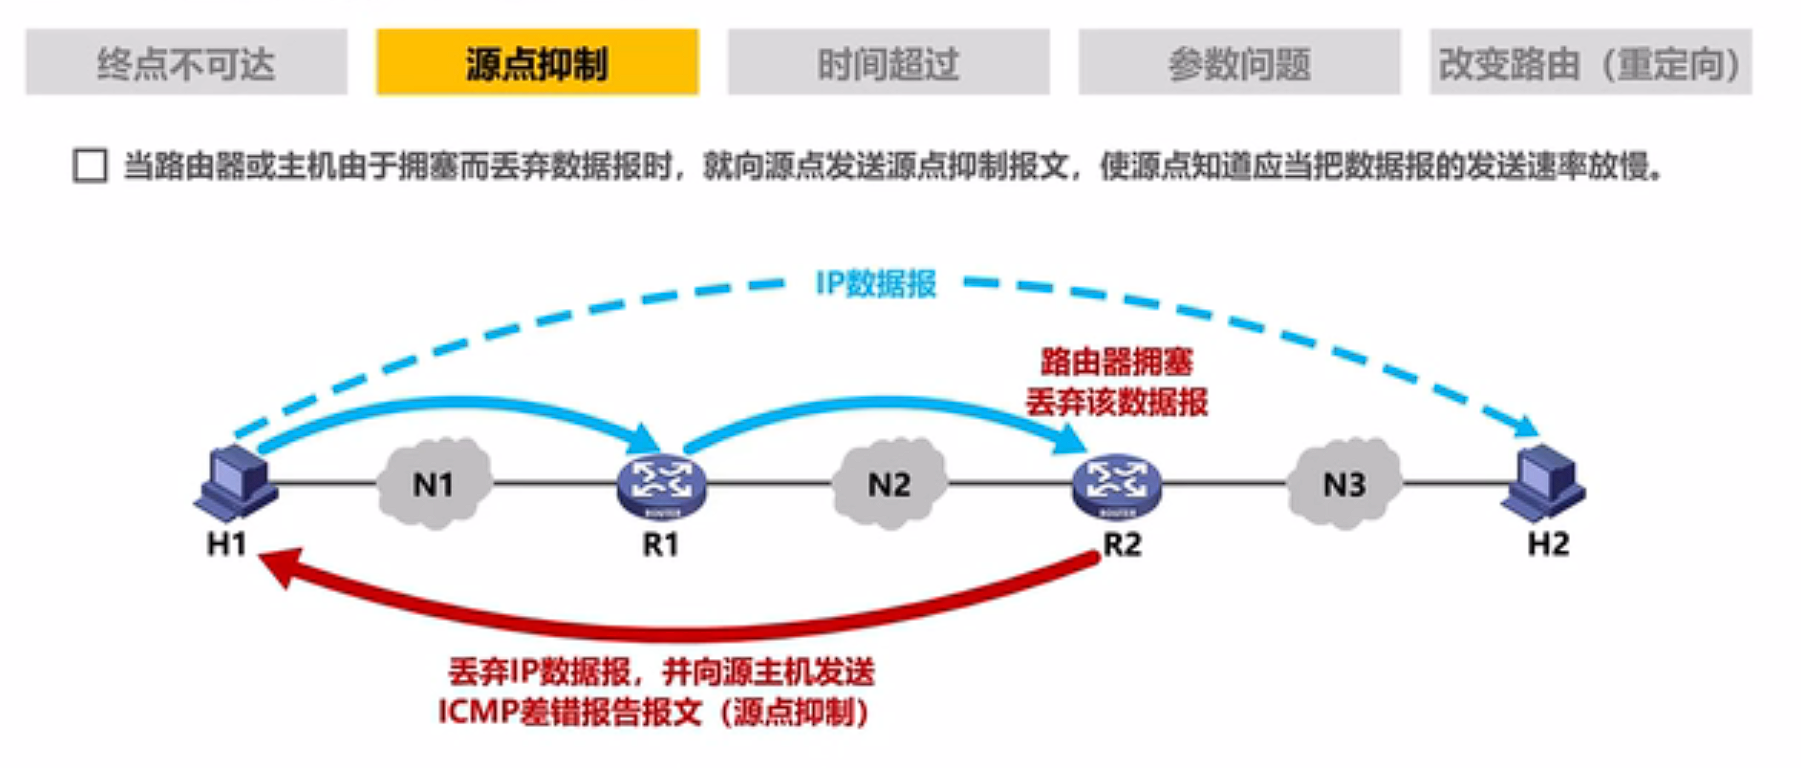 终点不可达
源点抑制
时间超过
参数问题
改变路由（重定向）
当路由器或主机由于拥塞而丢弃数据报时，就向源点发送源点抑制报文，使源点知道应当把数据报的发送速率放慢。
IP数据报
路由器拥塞
丢弃该数据报
N1
N2
N3
ROUTER
ROUTER
H1
R1
R2
H2
丢弃IP数据报，并向源主机发送
ICMP差错报告报文（源点抑制）